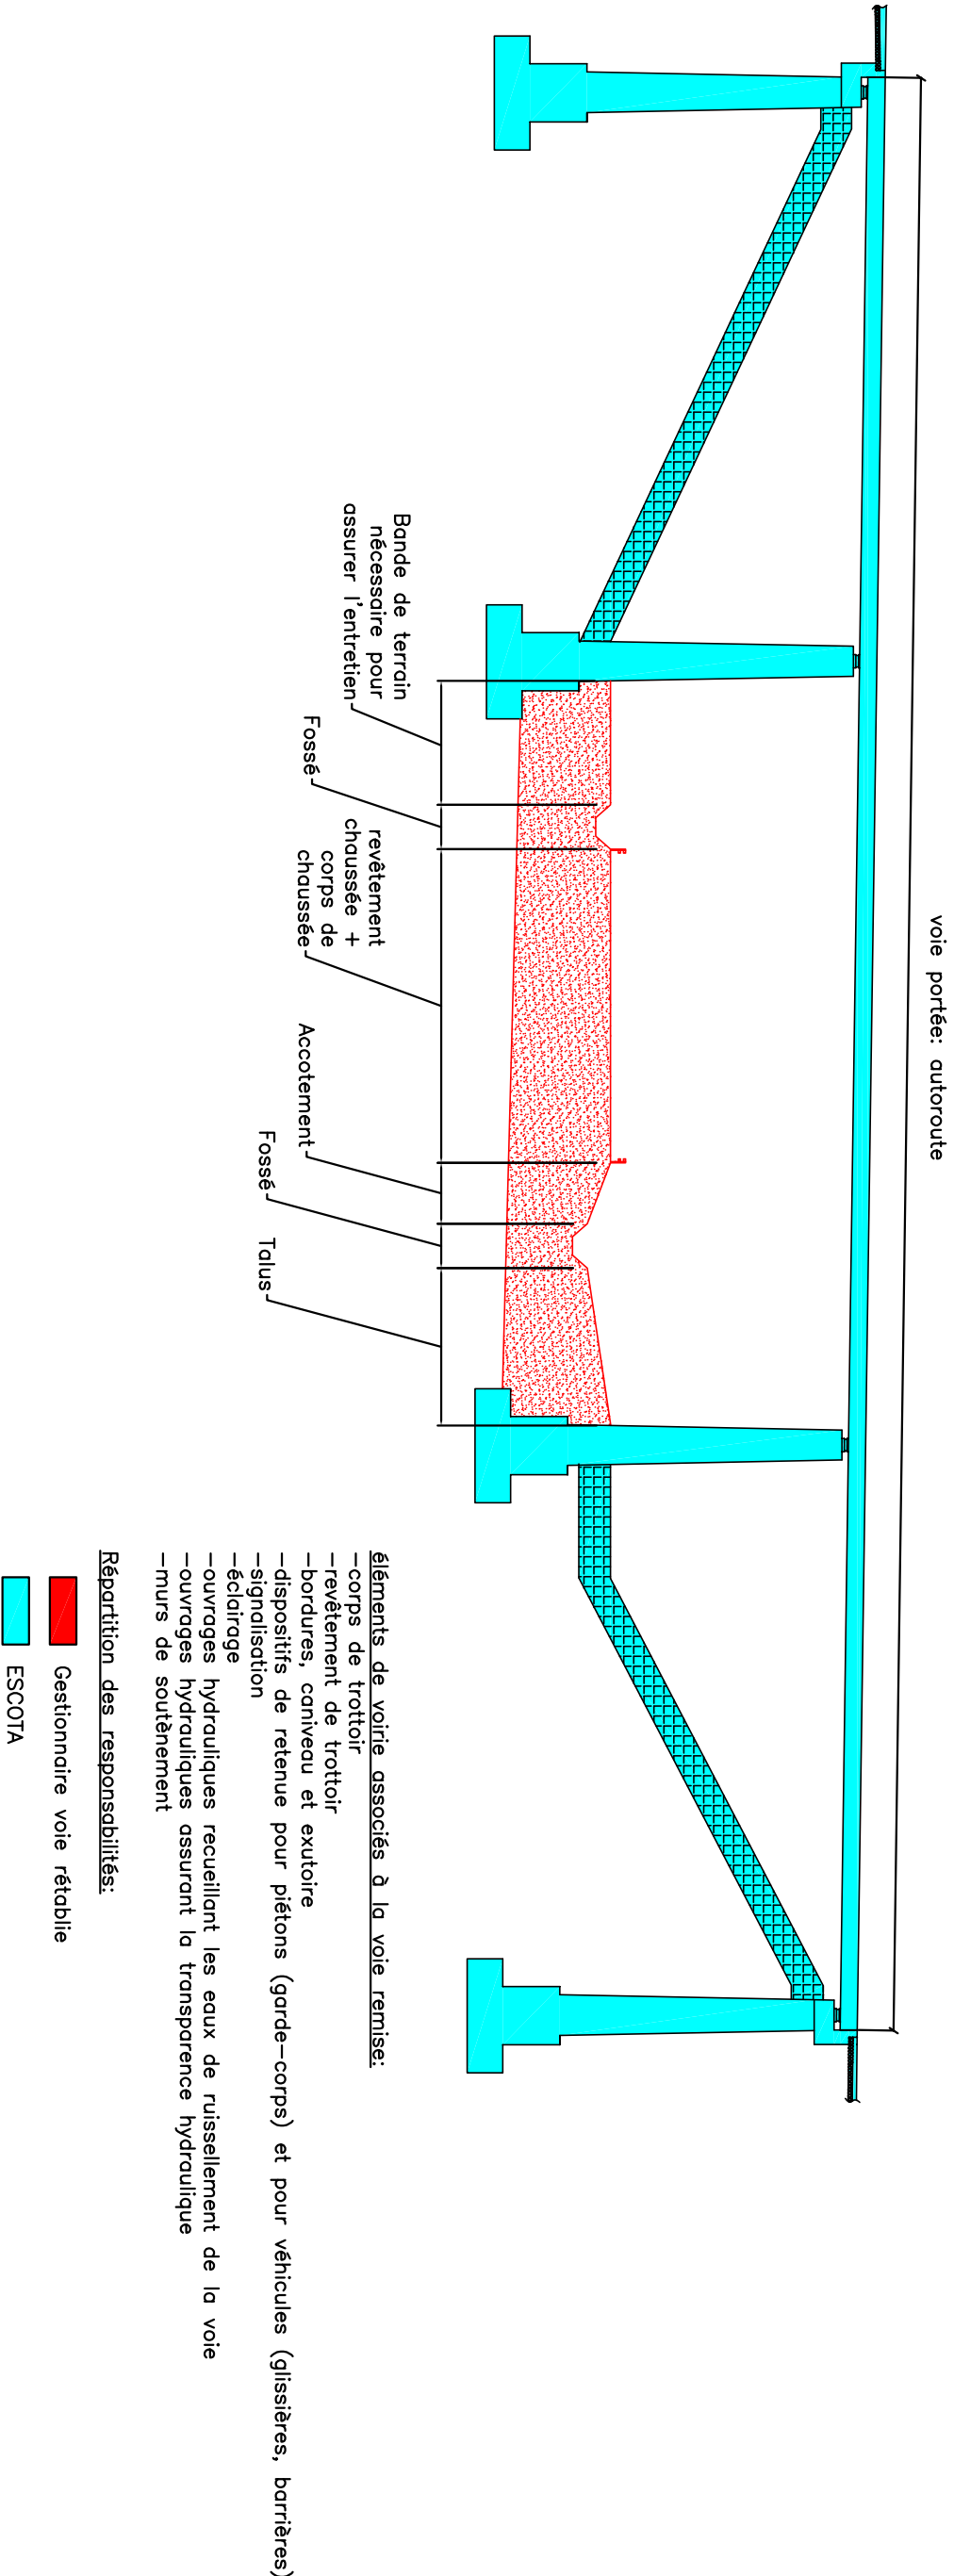 voie portée: autoroute
Bande de terrain
nécessaire pour
assurer l'entretien
Fossé
revêtement
chaussée +
corps de
chaussée
Accotement
Fossé
Talus
éléments de voirie associés à la voie remise:
-corps de trottoir
-revêtement de trottoir
-bordures, caniveau et exutoire
-dispositifs de retenue pour piétons (garde-corps) et pour véhicules (glissières, barrières)
-signalisation
-éclairage
-ouvrages hydrauliques recueillant les eaux de ruissellement de la voie
-ouvrages hydrauliques assurant la transparence hydraulique
-murs de soutènement
Répartition des responsabilités:
Gestionnaire voie rétablie
ESCOTA